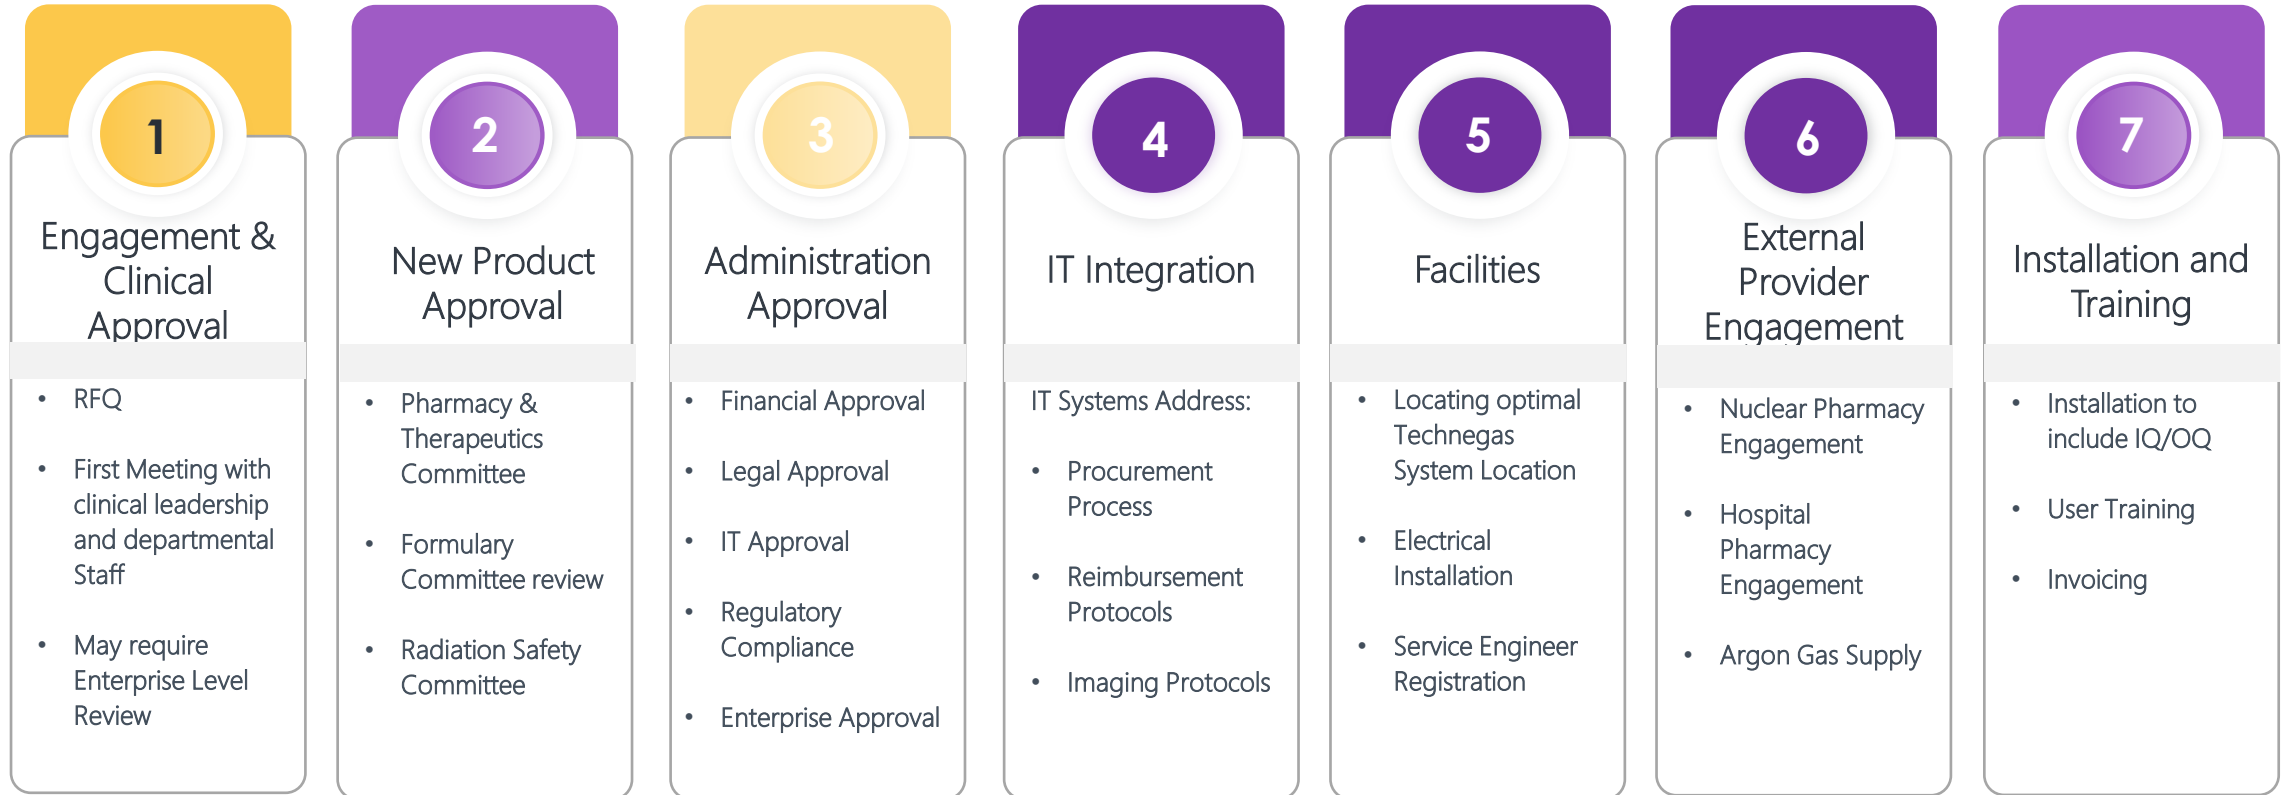 1
Engagement &
Clinical
Approval
• RFQ
• First Meeting with
clinical leadership
and departmental
Staff
• May require
Enterprise Level
Review
2
New Product
Approval
• Pharmacy &
Therapeutics
Committee
• Formulary
Committee review
• Radiation Safety
Committee
3
Administration
Approval
• Financial Approval
• Legal Approval
• IT Approval
• Regulatory
Compliance
• Enterprise Approval
4
IT Integration
IT Systems Address:
• Procurement
Process
• Reimbursement
Protocols
• Imaging Protocols
5
Facilities
• Locating optimal
Technegas
System Location
• Electrical
Installation
• Service Engineer
Registration
6
External
Provider
Engagement
• Nuclear Pharmacy
Engagement
• Hospital
Pharmacy
Engagement
• Argon Gas Supply
7
Installation and
Training
• Installation to
include IQ/OQ
• User Training
• Invoicing